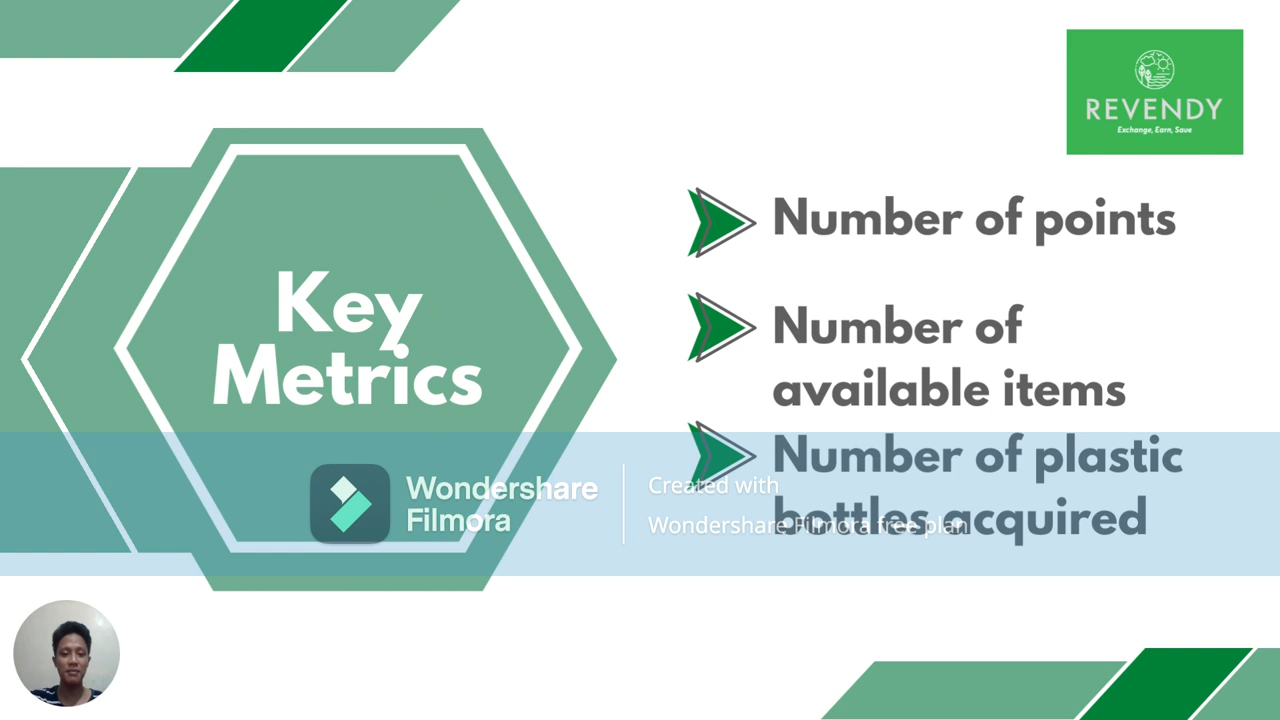 REVENDY
Exchange, Earn, Save
Key
Metrics
Number of points
Number of
available items
Number of plastic
bottles acquired
Wondershare
Filmora
Created with
Wondershare Filmora free plan